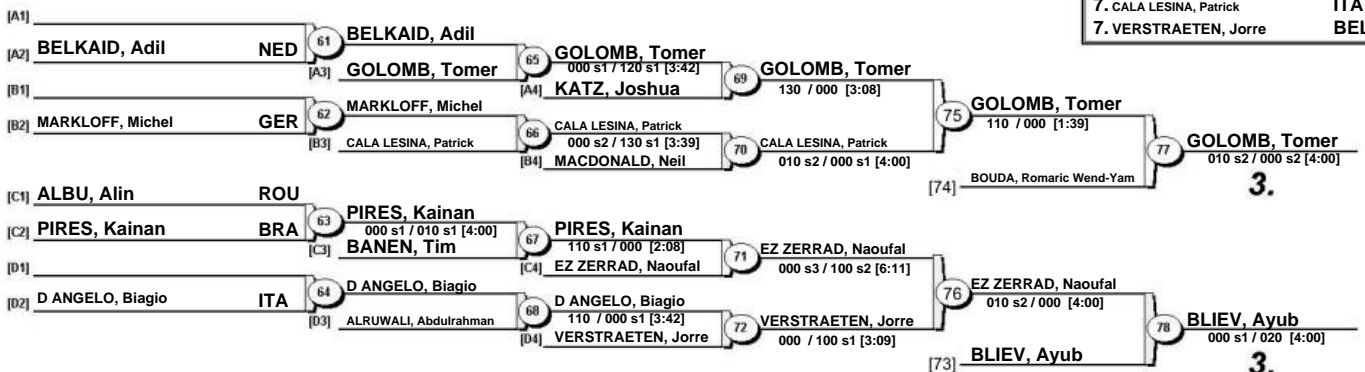 7. CALA LESINA, Patrick ITA
7. VERSTRAETEN, Jorre BEL
[A1]
[A2] BELKAID, Adil NED
61
BELKAID, Adil
[A3] GOLOMB, Tomer
65
GOLOMB, Tomer
000 s1 / 120 s1 [3:42]
[A4] KATZ, Joshua
69
GOLOMB, Tomer
130 / 000 [3:08]
[B1]
[B2] MARKLOFF, Michel GER
62
MARKLOFF, Michel
[B3] CALA LESINA, Patrick
66
CALA LESINA, Patrick
000 s2 / 130 s1 [3:39]
[B4] MACDONALD, Neil
70
CALA LESINA, Patrick
010 s2 / 000 s1 [4:00]
75
GOLOMB, Tomer
110 / 000 [1:39]
[74] BOUDA, Romaric Wend-Yam
77
GOLOMB, Tomer
010 s2 / 000 s2 [4:00]
3.
[C1] ALBU, Alin ROU
[C2] PIRES, Kainan BRA
63
PIRES, Kainan
000 s1 / 010 s1 [4:00]
[C3] BANEN, Tim
67
PIRES, Kainan
110 s1 / 000 [2:08]
[C4] EZ ZERRAD, Naoufal
71
EZ ZERRAD, Naoufal
000 s3 / 100 s2 [6:11]
[D1]
[D2] D ANGELO, Biagio ITA
64
D ANGELO, Biagio
[D3] ALRUWALI, Abdulrahman
68
D ANGELO, Biagio
110 / 000 s1 [3:42]
[D4] VERSTRAETEN, Jorre
72
VERSTRAETEN, Jorre
000 / 100 s1 [3:09]
76
EZ ZERRAD, Naoufal
010 s2 / 000 [4:00]
[73] BLIEV, Ayub
78
BLIEV, Ayub
000 s1 / 020 [4:00]
3.